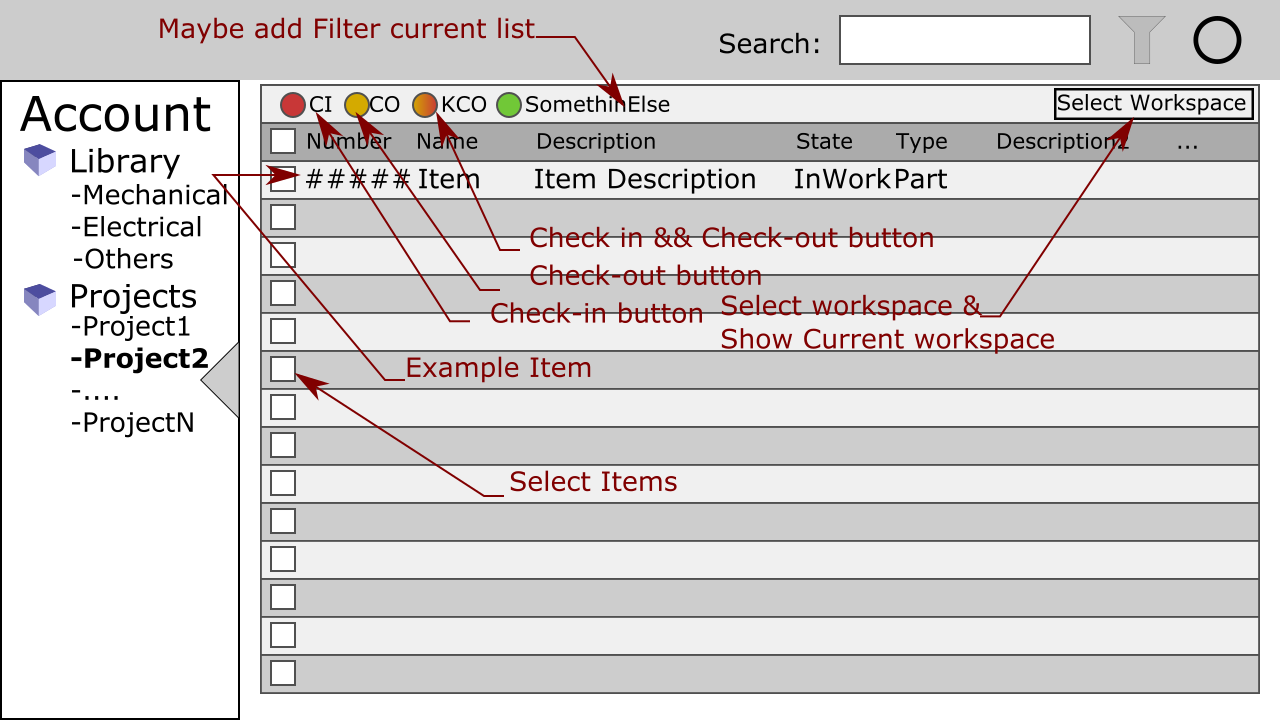 Maybe add Filter current list
Search:
Account
Library
-Mechanical
-Electrical
-Others
Projects
-Project1
-Project2
-....
-ProjectN
CI
CO
KCO
SomethinElse
Select Workspace
Number Name Description State Type Description2 ...
##### Item Item Description InWork Part
Check in && Check-out button
Check-out button
Check-in button
Select workspace &
Show Current workspace
Example Item
Select Items